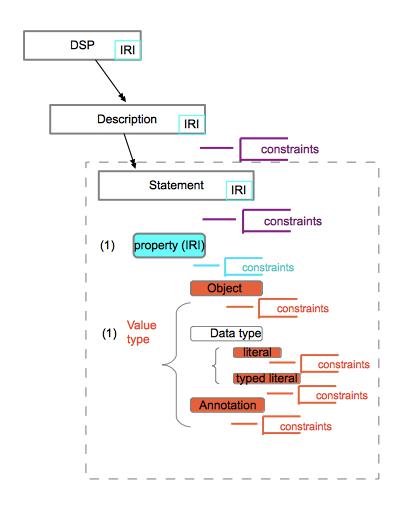 DSP
IRI
Description
IRI
constraints
Statement
IRI
constraints
(1) property (IRI)
constraints
Object
constraints
(1) Value type
Data type
literal
constraints
typed literal
constraints
Annotation
constraints